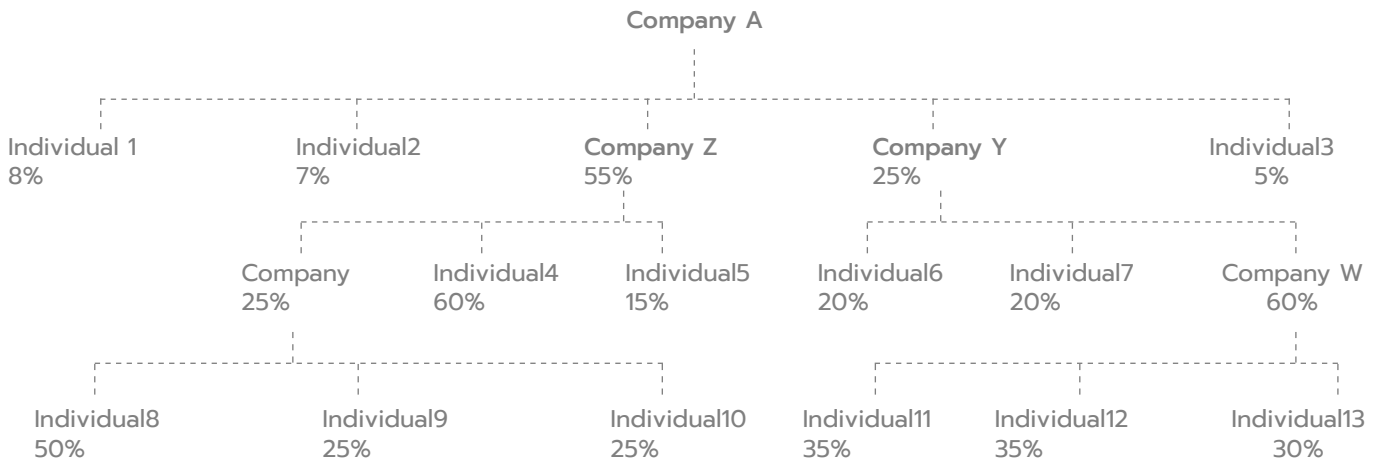 Company A
Individual 1
8%
Individual2
7%
Company Z
55%
Company Y
25%
Individual3
5%
Company
25%
Individual4
60%
Individual5
15%
Individual6
20%
Individual7
20%
Company W
60%
Individual8
50%
Individual9
25%
Individual10
25%
Individual11
35%
Individual12
35%
Individual13
30%